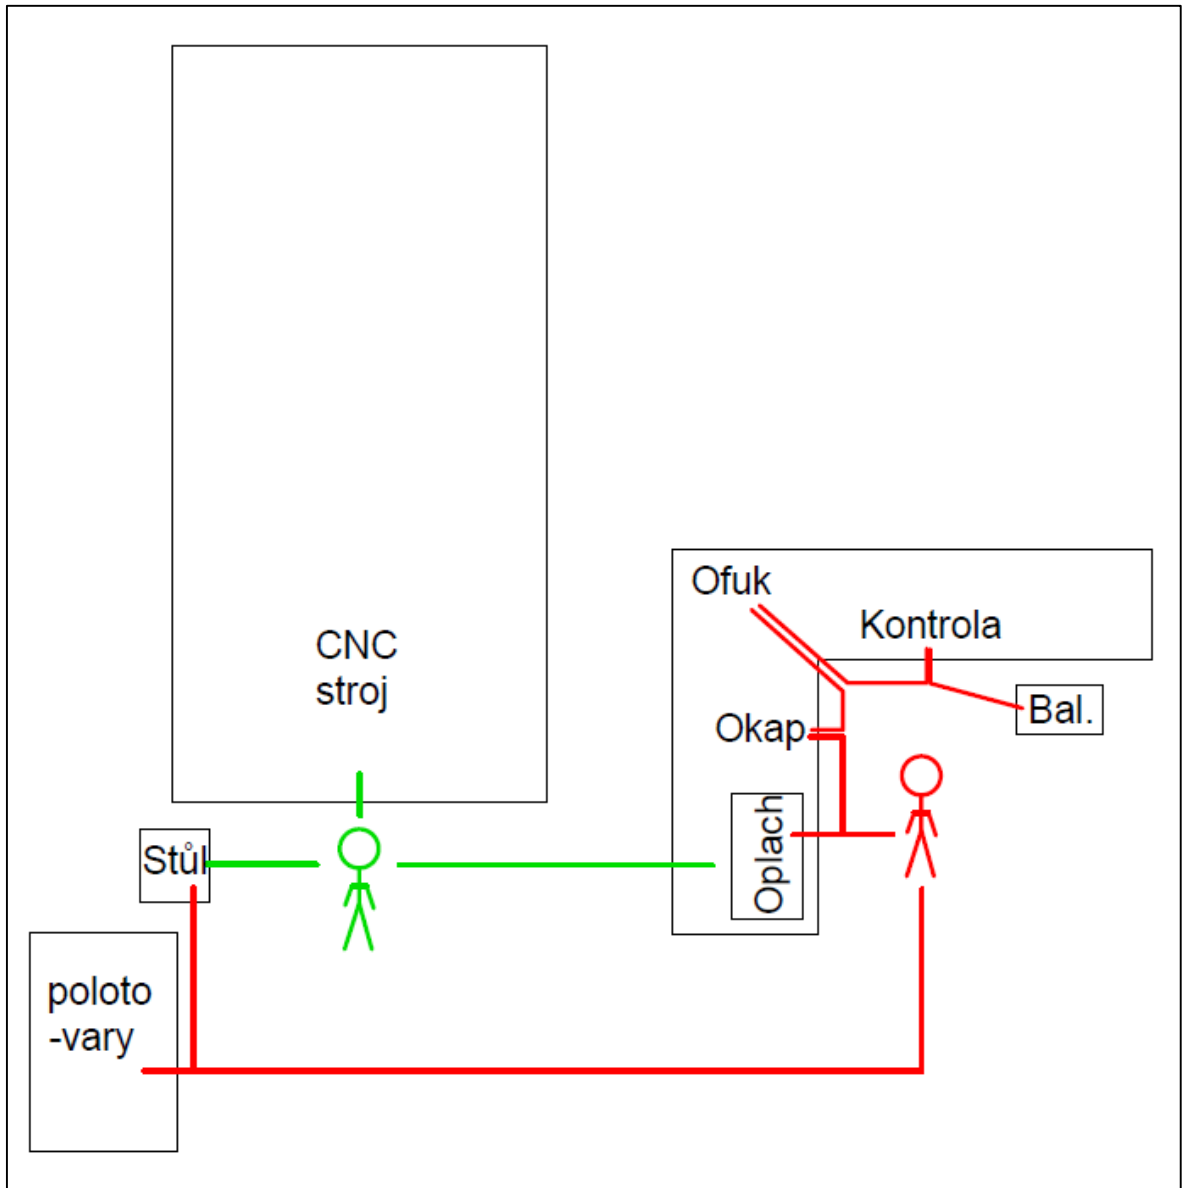 Ofuk
Kontrola
CNC
stroj
Okap
Bal.
Oplach
Stůl
poloto
-vary